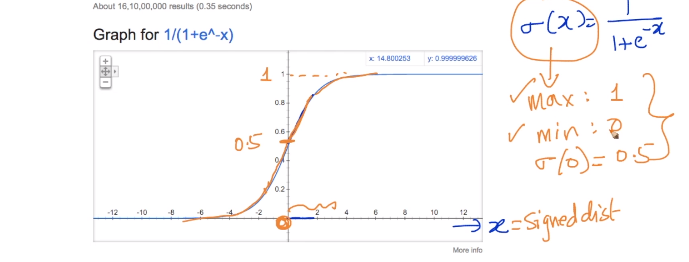 About 16,10,00,000 results (0.35 seconds)
Graph for 1/(1+e^-x)
x: 14.800253 y: 0.999999626
1
1
0.8
0.6
0.5
0.4
0.2
-12 -10 -8 -6 -4 -2 2 4 6 8 10 12
More info
σ(x)= 1/1+e^-x
✓ max: 1
✓ min: 0
σ(0)= 0.5
→ x = Signed dist